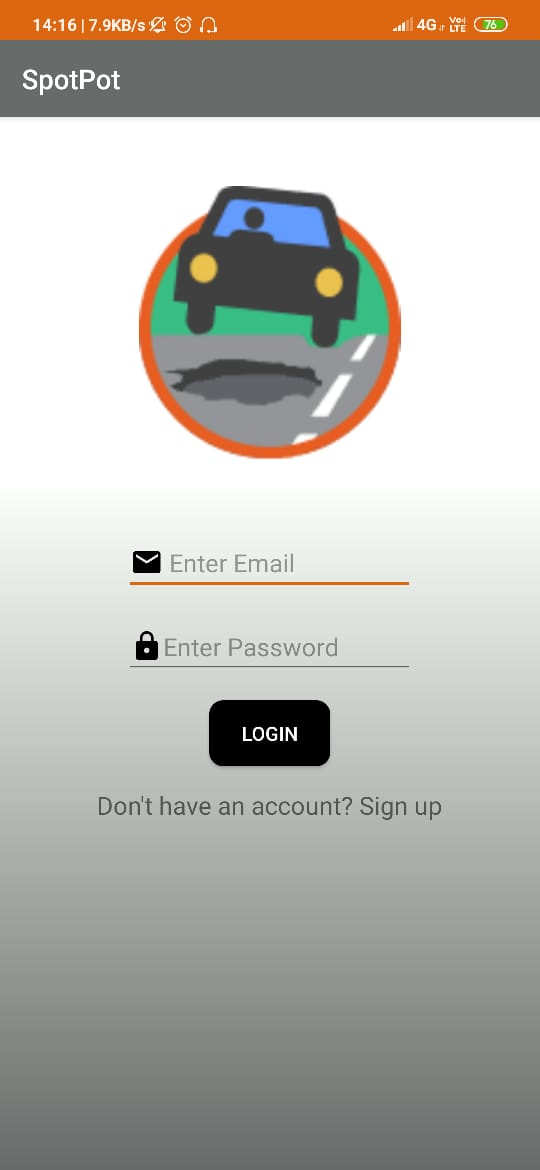 14:16 | 7.9KB/s 4G Vo) LTE 76
SpotPot
Enter Email
Enter Password
LOGIN
Don't have an account? Sign up